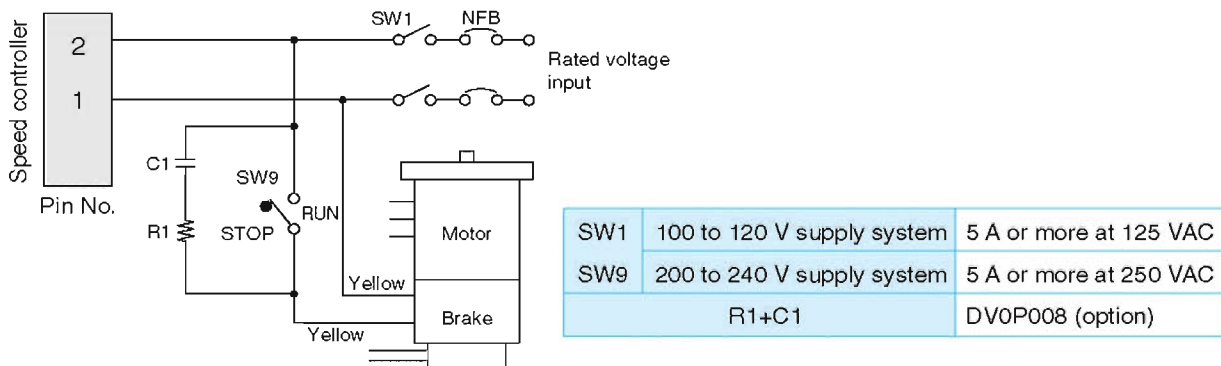 Speed controller
2
1
Pin No.
SW1
NFB
Rated voltage
input
C1
R1
SW9
RUN
STOP
Motor
Brake
Yellow
Yellow
SW1 100 to 120 V supply system 5 A or more at 125 VAC
SW9 200 to 240 V supply system 5 A or more at 250 VAC
R1+C1 DV0P008 (option)